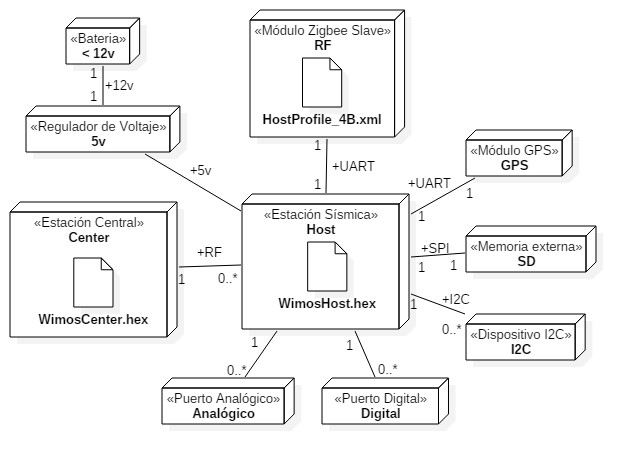 «Bateria»
< 12v
1
+12v
1
«Regulador de Voltaje»
5v
+5v
«Módulo Zigbee Slave»
RF
HostProfile_4B.xml
1
+UART
1
«Módulo GPS»
GPS
+UART
1
1
«Estación Central»
Center
WimosCenter.hex
+RF
1
0..*
«Estación Sísmica»
Host
WimosHost.hex
+SPI
1
1
«Memoria externa»
SD
+I2C
1
0..*
«Dispositivo I2C»
I2C
1
0..*
1
0..*
«Puerto Analógico»
Analógico
«Puerto Digital»
Digital